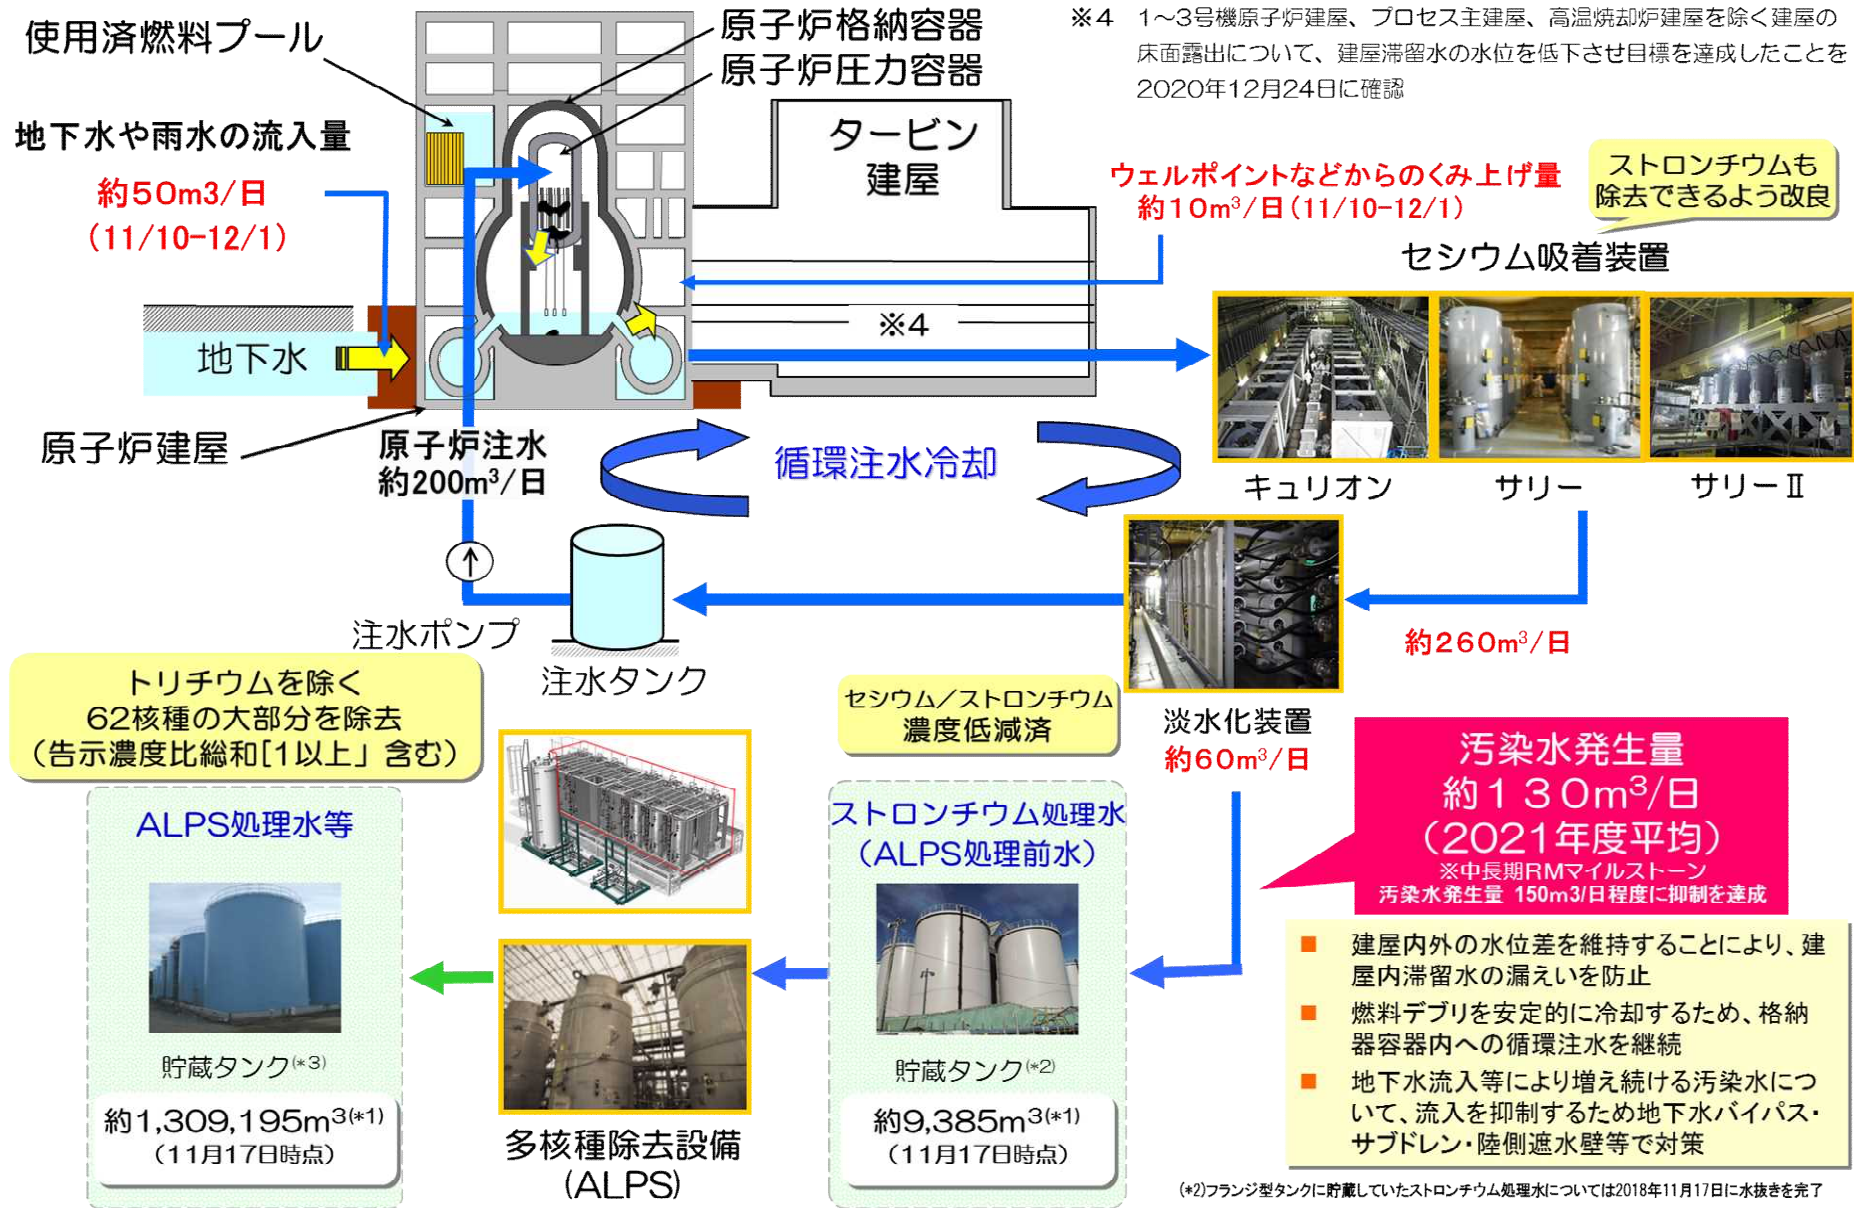 使用済燃料プール
原子炉格納容器
原子炉圧力容器
※4 1～3号機原子炉建屋、プロセス主建屋、高温焼却炉建屋を除く建屋の
床面露出について、建屋滞留水の水位を低下させ目標を達成したことを
2020年12月24日に確認
地下水や雨水の流入量
約50m3/日
(11/10-12/1)
タービン
建屋
ウェルポイントなどからのくみ上げ量
約10m³/日(11/10-12/1)
ストロンチウムも
除去できるよう改良
セシウム吸着装置
※4
地下水
原子炉建屋
原子炉注水
約200m³/日
循環注水冷却
キュリオン
サリー
サリーⅡ
注水ポンプ
注水タンク
約260m³/日
淡水化装置
約60m³/日
トリチウムを除く
62核種の大部分を除去
(告示濃度比総和[1以上」含む)
セシウム／ストロンチウム
濃度低減済
汚染水発生量
約130m³/日
(2021年度平均)
※中長期RMマイルストーン
汚染水発生量 150m3/日程度に抑制を達成
ALPS処理水等
貯蔵タンク(*3)
約1,309,195m³(*1)
(11月17日時点)
多核種除去設備
(ALPS)
ストロンチウム処理水
(ALPS処理前水)
貯蔵タンク(*2)
約9,385m³(*1)
(11月17日時点)
■ 建屋内外の水位差を維持することにより、建
屋内滞留水の漏えいを防止
■ 燃料デブリを安定的に冷却するため、格納
器容器内への循環注水を継続
■ 地下水流入等により増え続ける汚染水につ
いて、流入を抑制するため地下水バイパス・
サブドレン・陸側遮水壁等で対策
(*2)フランジ型タンクに貯蔵していたストロンチウム処理水については2018年11月17日に水抜きを完了